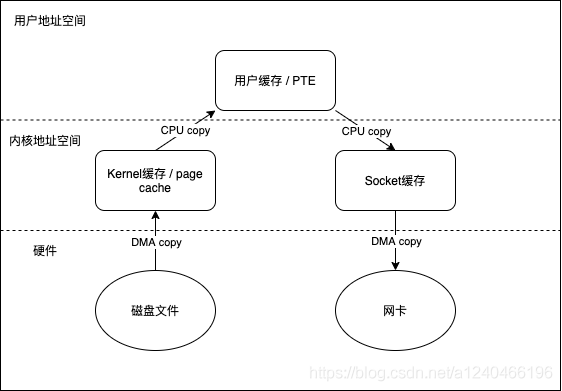 用户地址空间
用户缓存 / PTE
CPU copy
CPU copy
内核地址空间
Kernel缓存 / page
cache
Socket缓存
DMA copy
DMA copy
硬件
磁盘文件
网卡
https://blog.csdn.net/a1240466196